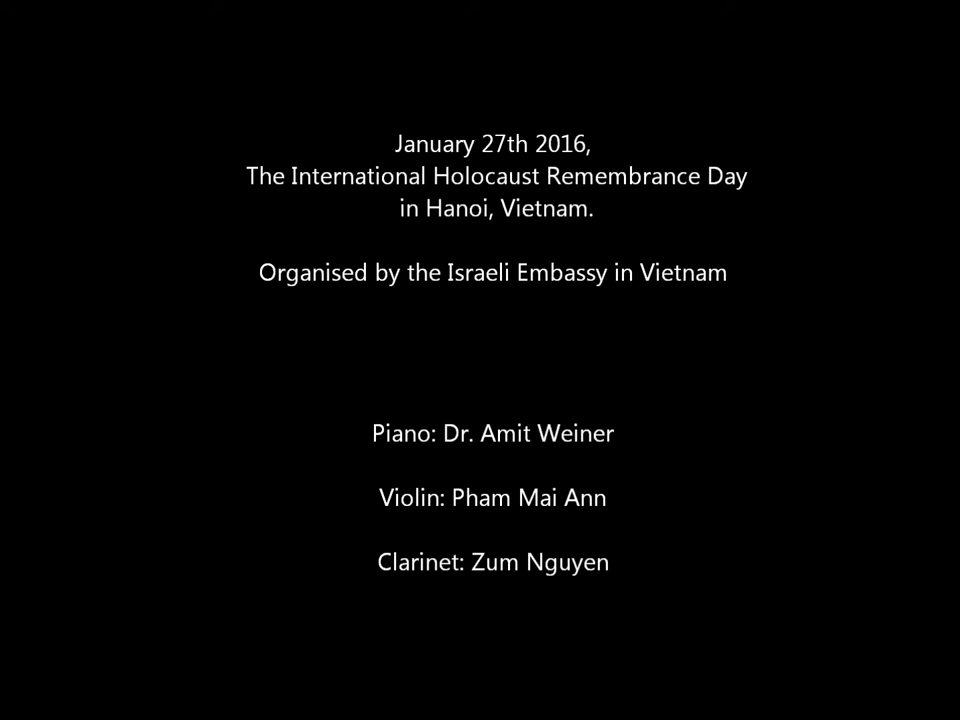 January 27th 2016,
The International Holocaust Remembrance Day
in Hanoi, Vietnam.
Organised by the Israeli Embassy in Vietnam
Piano: Dr. Amit Weiner
Violin: Pham Mai Ann
Clarinet: Zum Nguyen